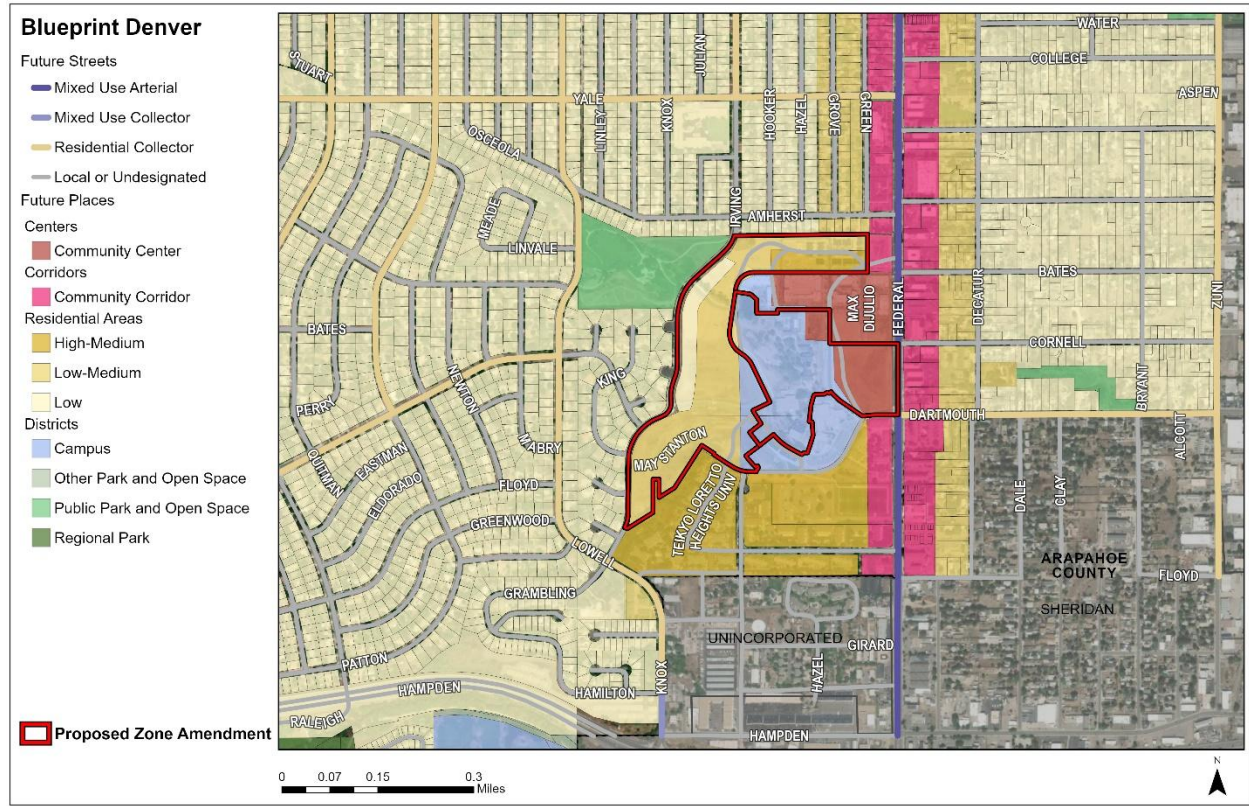 Blueprint Denver
Future Streets
Mixed Use Arterial
Mixed Use Collector
Residential Collector
Local or Undesignated
Future Places
Centers
Community Center
Corridors
Community Corridor
Residential Areas
High-Medium
Low-Medium
Low
Districts
Campus
Other Park and Open Space
Public Park and Open Space
Regional Park
Proposed Zone Amendment
STUART
WATER
COLLEGE
ASPEN
YALE
JULIAN
KNOX
LINLEY
HOOKER
HAZEL
GROVE
GREEN
OSCEOLA
MEADE
LINVALE
IRVING
AMHERST
BATES
MAX
DIJULIO
FEDERAL
DECATUR
BATES
ZUNI
CORNELL
BRYANT
DARTMOUTH
ALCOTT
KING
PERRY
QUITMAN
EASTMAN
NEWTON
MABRY
ELDORADO
FLOYD
GREENWOOD
MAY STANTON
TEIKYO LORETTO
HEIGHTS UNIV
LOWELL
GRAMBLING
PATTON
HAMPDEN
RALEIGH
HAMILTON
KNOX
UNINCORPORATED
HAZEL
GIRARD
HAMPDEN
DALE
CLAY
ARAPAHOE
COUNTY
FLOYD
SHERIDAN
0 0.07 0.15 0.3
Miles
N